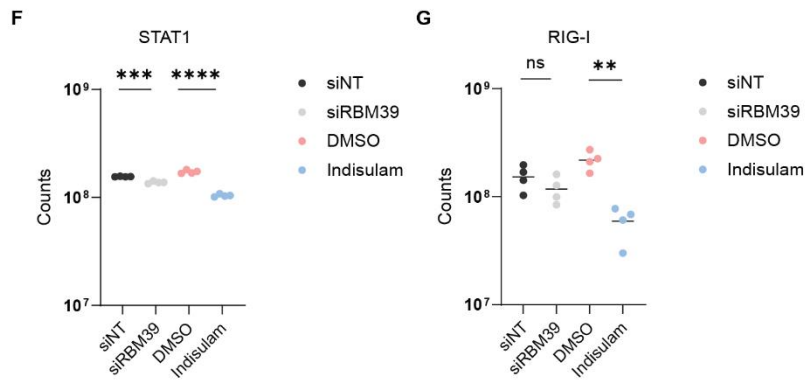 F
STAT1
*** ****
10⁹
10⁸
10⁷
Counts
siNT
siRBM39
DMSO
Indisulam
siNT
siRBM39
DMSO
Indisulam
G
RIG-I
ns **
10⁹
10⁸
10⁷
Counts
siNT
siRBM39
DMSO
Indisulam
siNT
siRBM39
DMSO
Indisulam